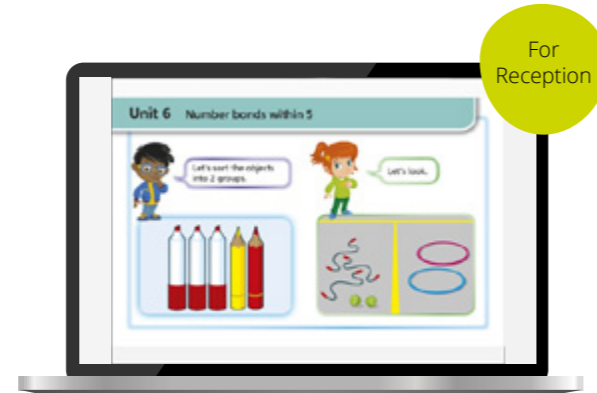 For
Reception
Unit 6 Number bonds within 5
Let's sort the objects
into 2 groups.
Let's look.